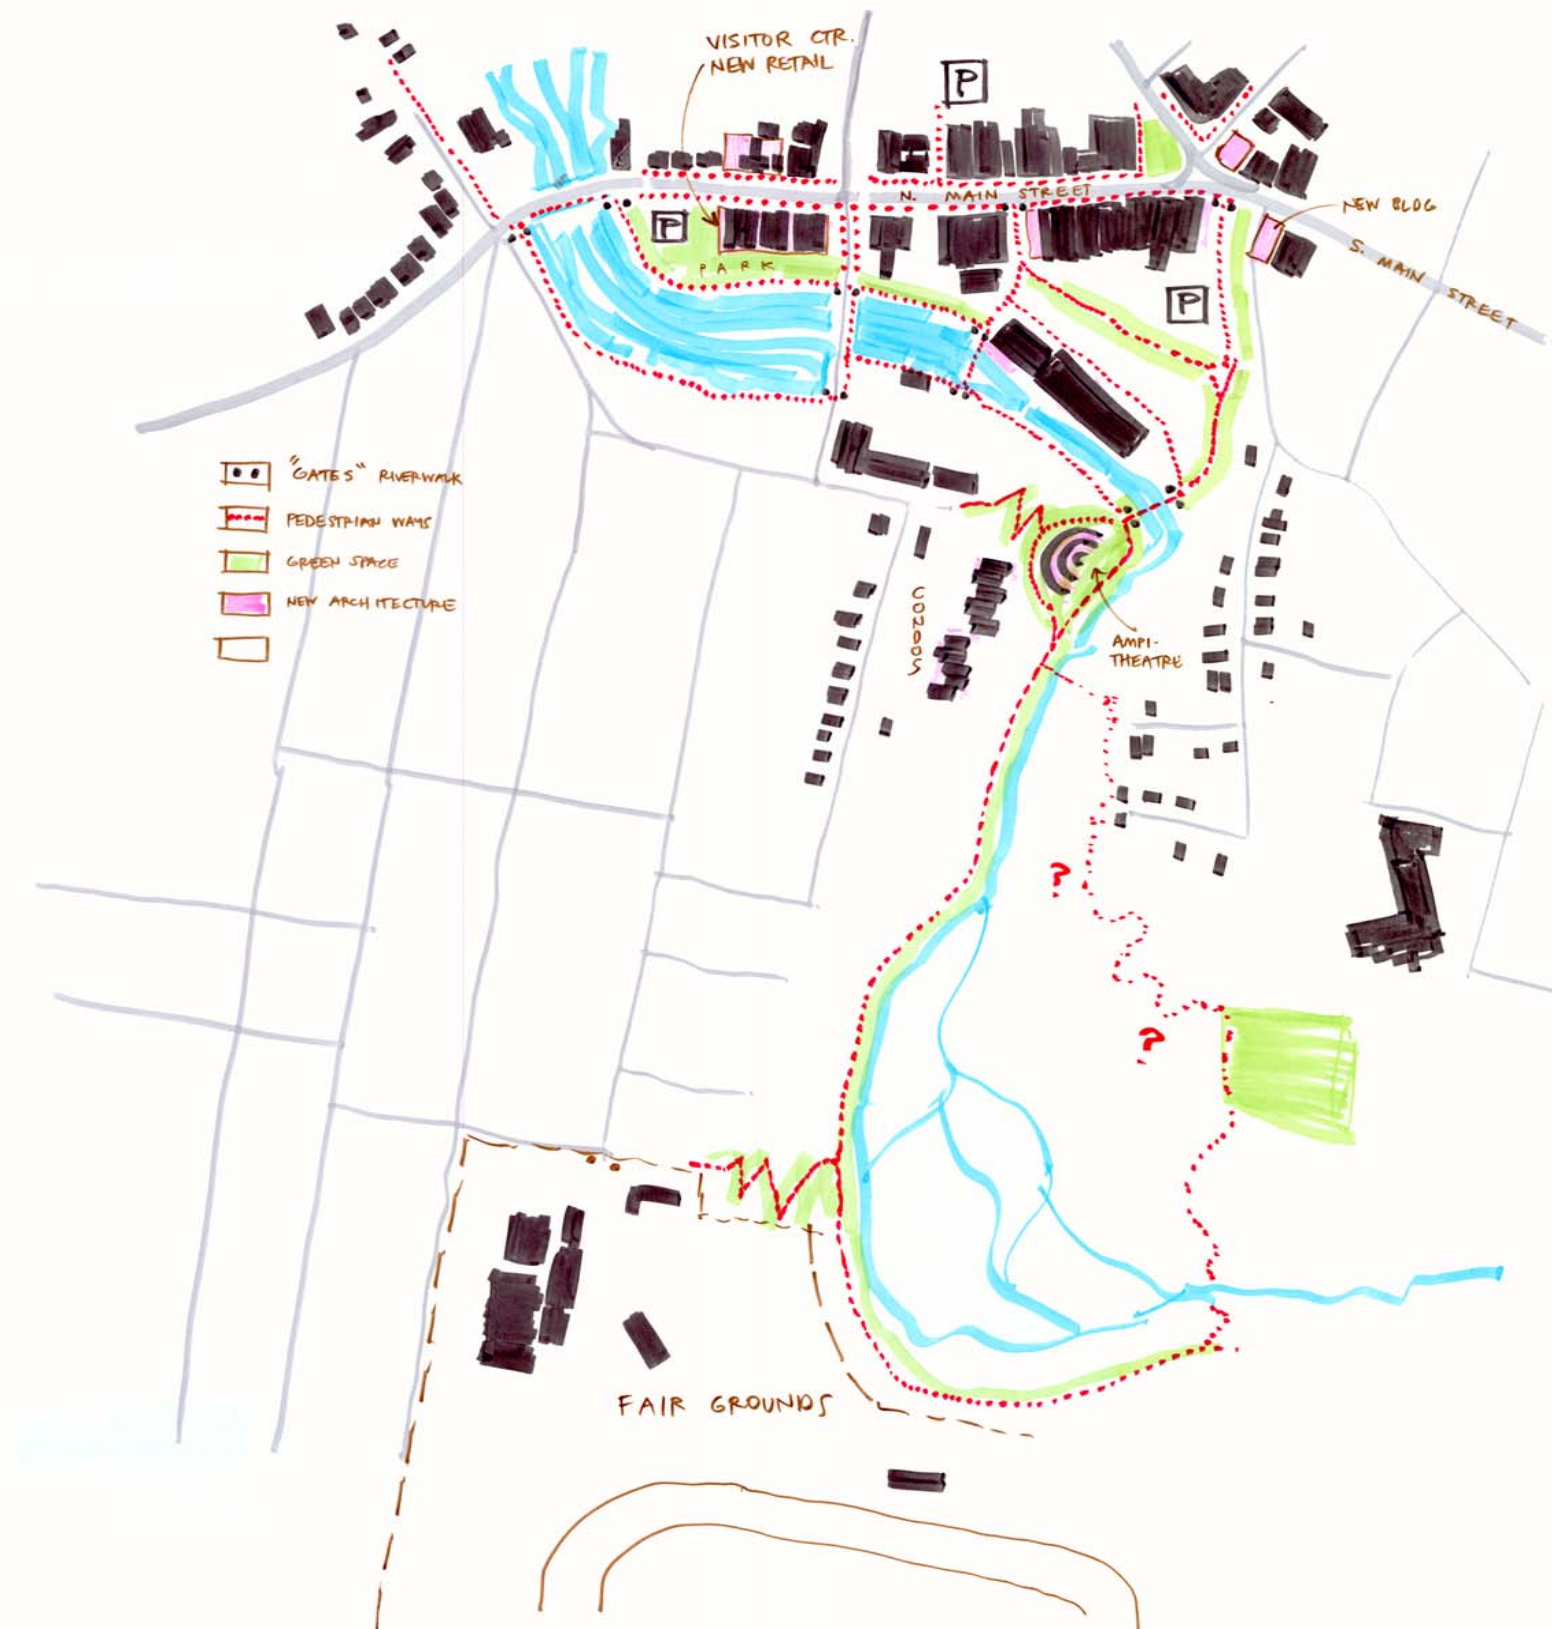 VISITOR CTR.
NEW RETAIL
P
N. MAIN STREET
NEW BLDG
P
PARK
S. MAIN STREET
P
"GATES" RIVERWALK
PEDESTRIAN WAYS
GREEN SPACE
NEW ARCHITECTURE
CONDOS
AMPI-
THEATRE
?
?
FAIR GROUNDS